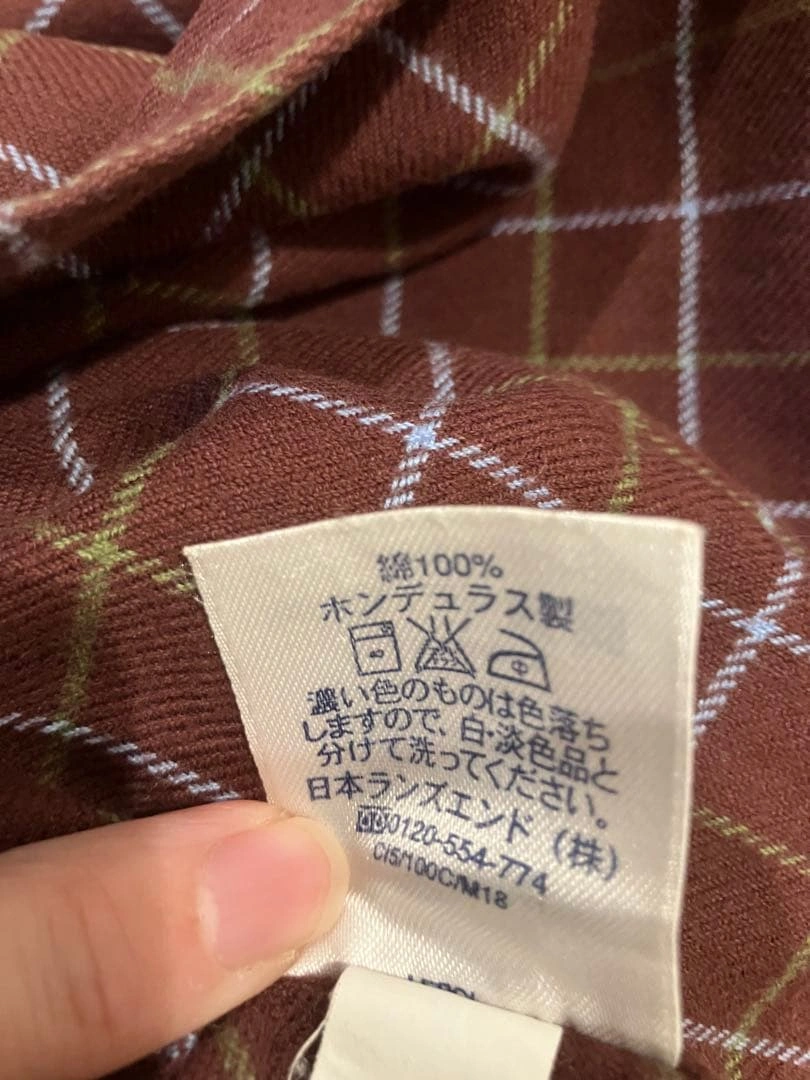 綿100%
ホンデュラス製
中
濃い色のものは色落ち
しますので、白・淡色品と
分けて洗ってください。
日本ランズエンド(株)
0120-554-774
C/5/100C/M18